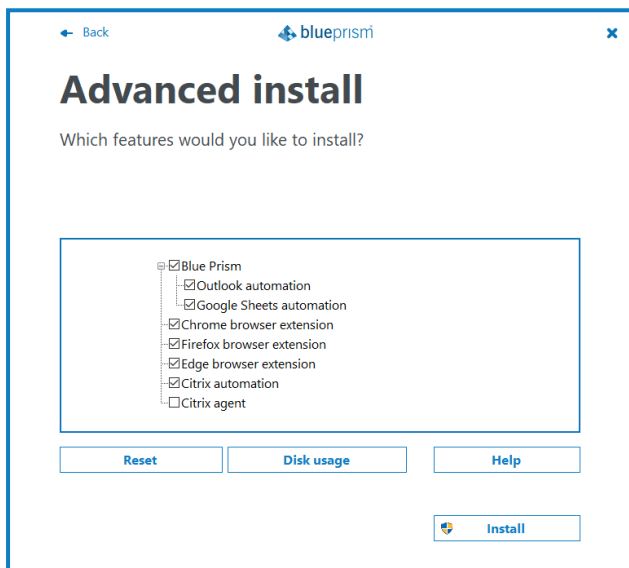 Back
blueprism
Advanced install
Which features would you like to install?
Blue Prism
Outlook automation
Google Sheets automation
Chrome browser extension
Firefox browser extension
Edge browser extension
Citrix automation
Citrix agent
Reset
Disk usage
Help
Install